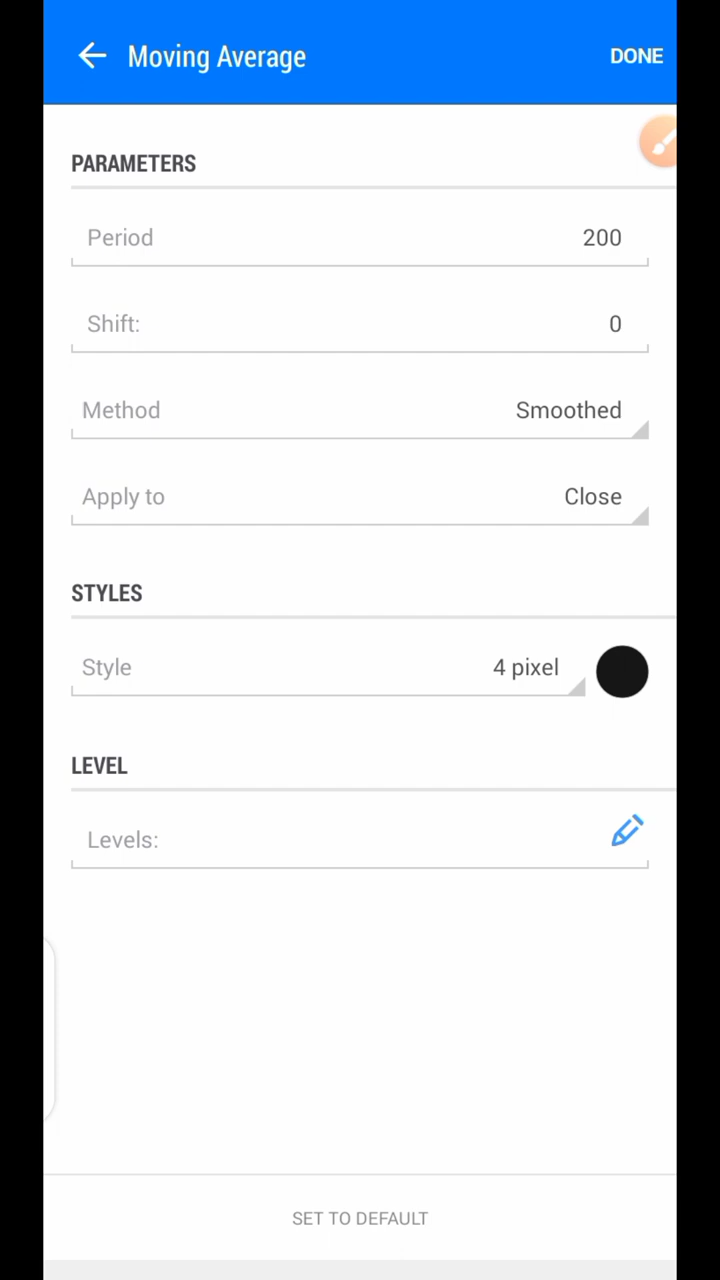 Moving Average DONE
PARAMETERS
Period 200
Shift: 0
Method Smoothed
Apply to Close
STYLES
Style 4 pixel
LEVEL
Levels:
SET TO DEFAULT